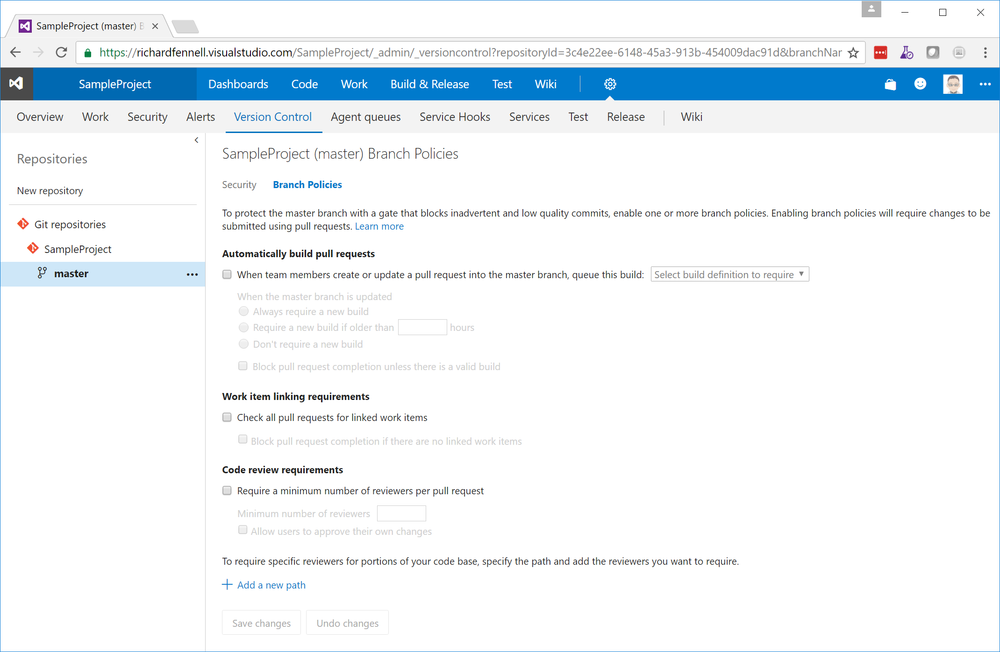 SampleProject (master) B
https://richardfennell.visualstudio.com/SampleProject/_admin/_versioncontrol?repositoryId=3c4e22ee-6148-45a3-913b-454009dac91d&branchNar
SampleProject Dashboards Code Work Build & Release Test Wiki
Overview Work Security Alerts Version Control Agent queues Service Hooks Services Test Release Wiki
Repositories
New repository
Git repositories
SampleProject
master
SampleProject (master) Branch Policies
Security Branch Policies
To protect the master branch with a gate that blocks inadvertent and low quality commits, enable one or more branch policies. Enabling branch policies will require changes to be
submitted using pull requests. Learn more
Automatically build pull requests
When team members create or update a pull request into the master branch, queue this build: Select build definition to require
When the master branch is updated
Always require a new build
Require a new build if older than hours
Don't require a new build
Block pull request completion unless there is a valid build
Work item linking requirements
Check all pull requests for linked work items
Block pull request completion if there are no linked work items
Code review requirements
Require a minimum number of reviewers per pull request
Minimum number of reviewers
Allow users to approve their own changes
To require specific reviewers for portions of your code base, specify the path and add the reviewers you want to require.
Add a new path
Save changes Undo changes